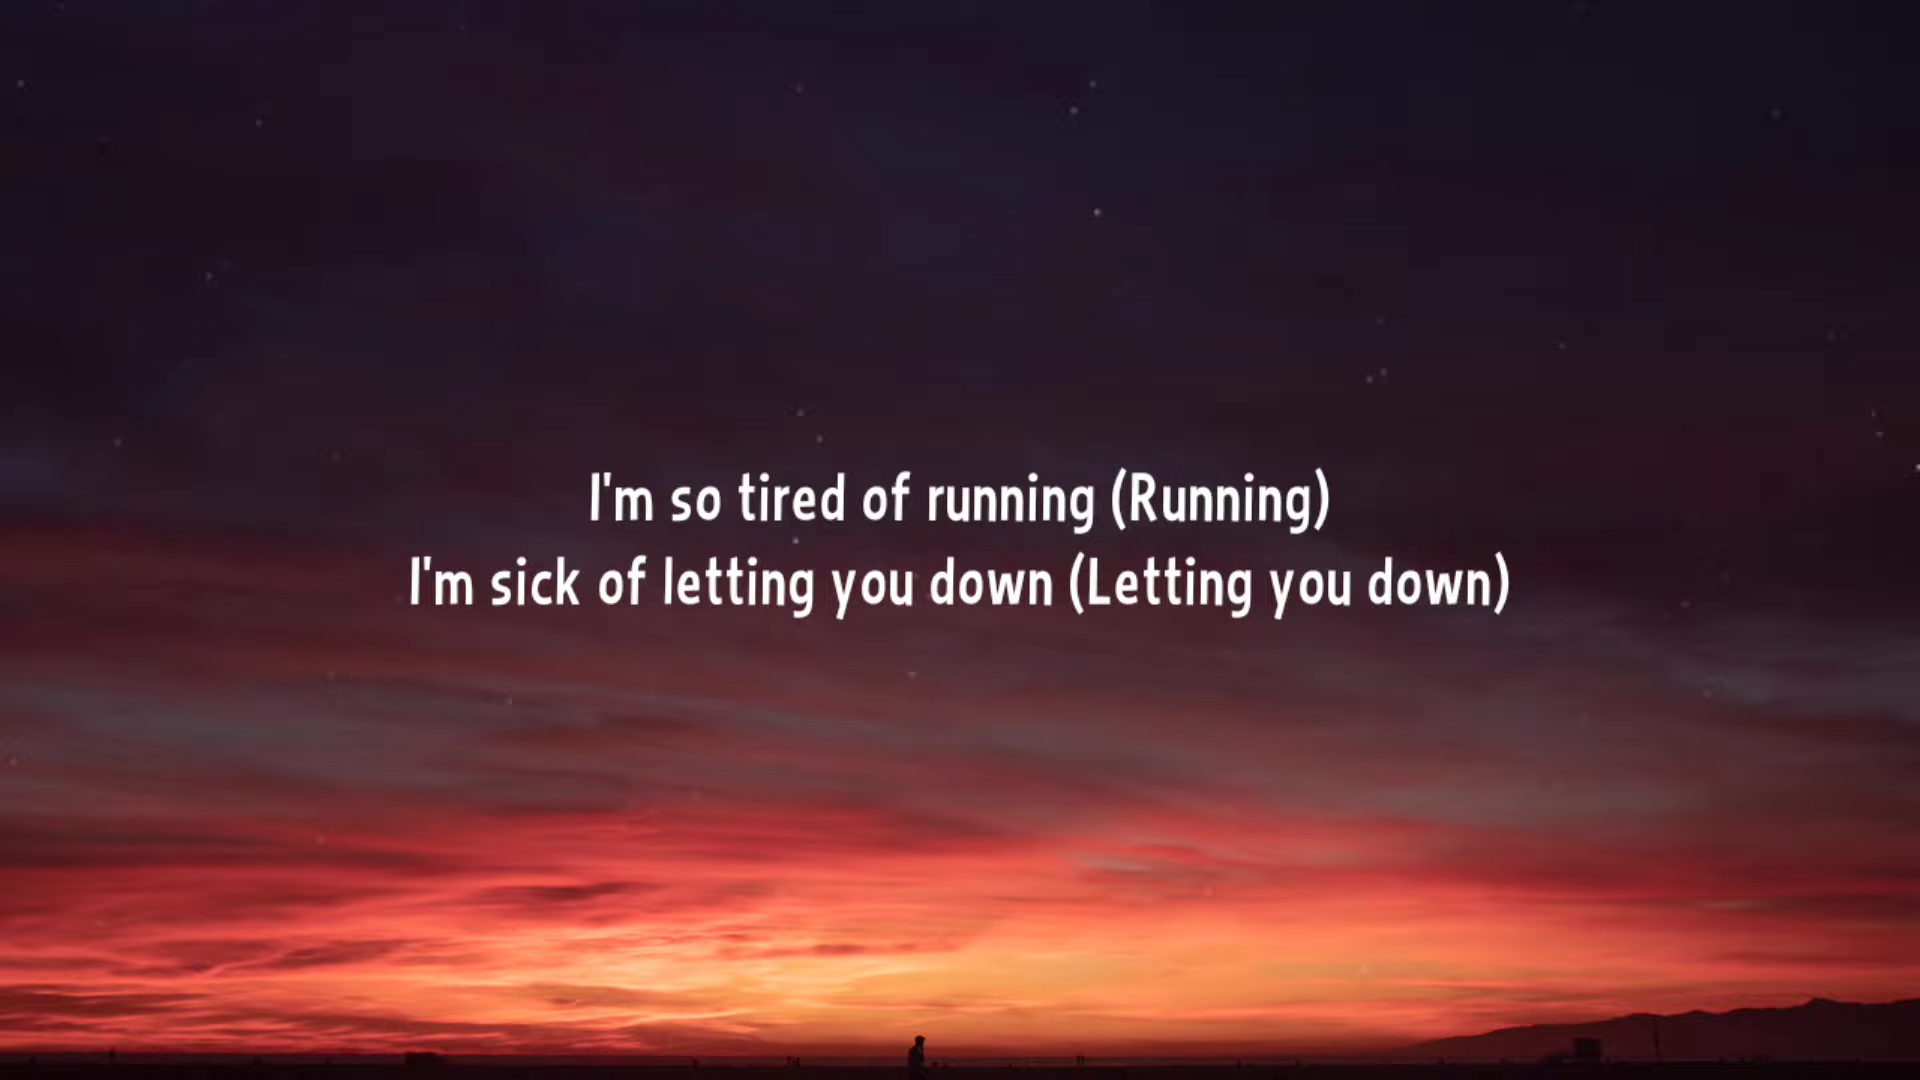 I'm so tired of running (Running)
I'm sick of letting you down (Letting you down)